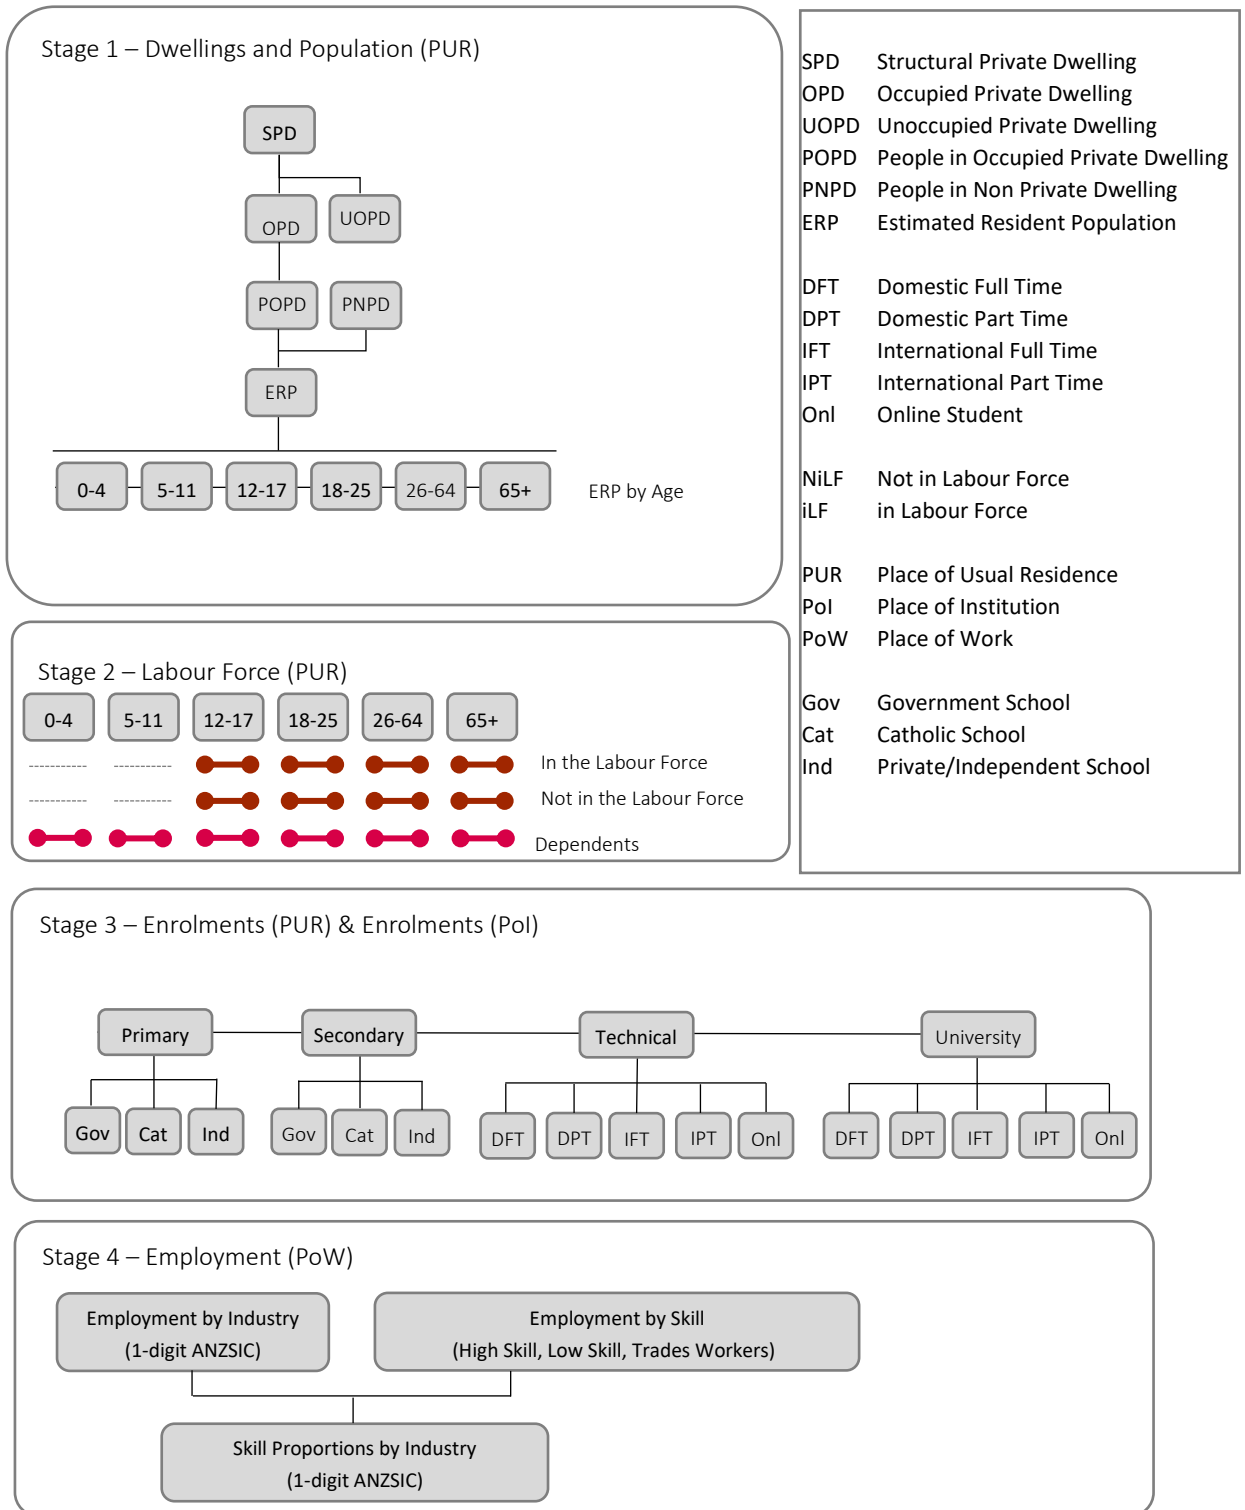 Stage 1 – Dwellings and Population (PUR)
SPD
OPD
UOPD
POPD
PNPD
ERP
0-4 5-11 12-17 18-25 26-64 65+ ERP by Age
SPD Structural Private Dwelling
OPD Occupied Private Dwelling
UOPD Unoccupied Private Dwelling
POPD People in Occupied Private Dwelling
PNPD People in Non Private Dwelling
ERP Estimated Resident Population
DFT Domestic Full Time
DPT Domestic Part Time
IFT International Full Time
IPT International Part Time
Onl Online Student
NiLF Not in Labour Force
iLF in Labour Force
PUR Place of Usual Residence
PoI Place of Institution
PoW Place of Work
Gov Government School
Cat Catholic School
Ind Private/Independent School
Stage 2 – Labour Force (PUR)
0-4 5-11 12-17 18-25 26-64 65+
In the Labour Force
Not in the Labour Force
Dependents
Stage 3 – Enrolments (PUR) & Enrolments (PoI)
Primary Secondary Technical University
Gov Cat Ind Gov Cat Ind DFT DPT IFT IPT Onl DFT DPT IFT IPT Onl
Stage 4 – Employment (PoW)
Employment by Industry
(1-digit ANZSIC)
Employment by Skill
(High Skill, Low Skill, Trades Workers)
Skill Proportions by Industry
(1-digit ANZSIC)